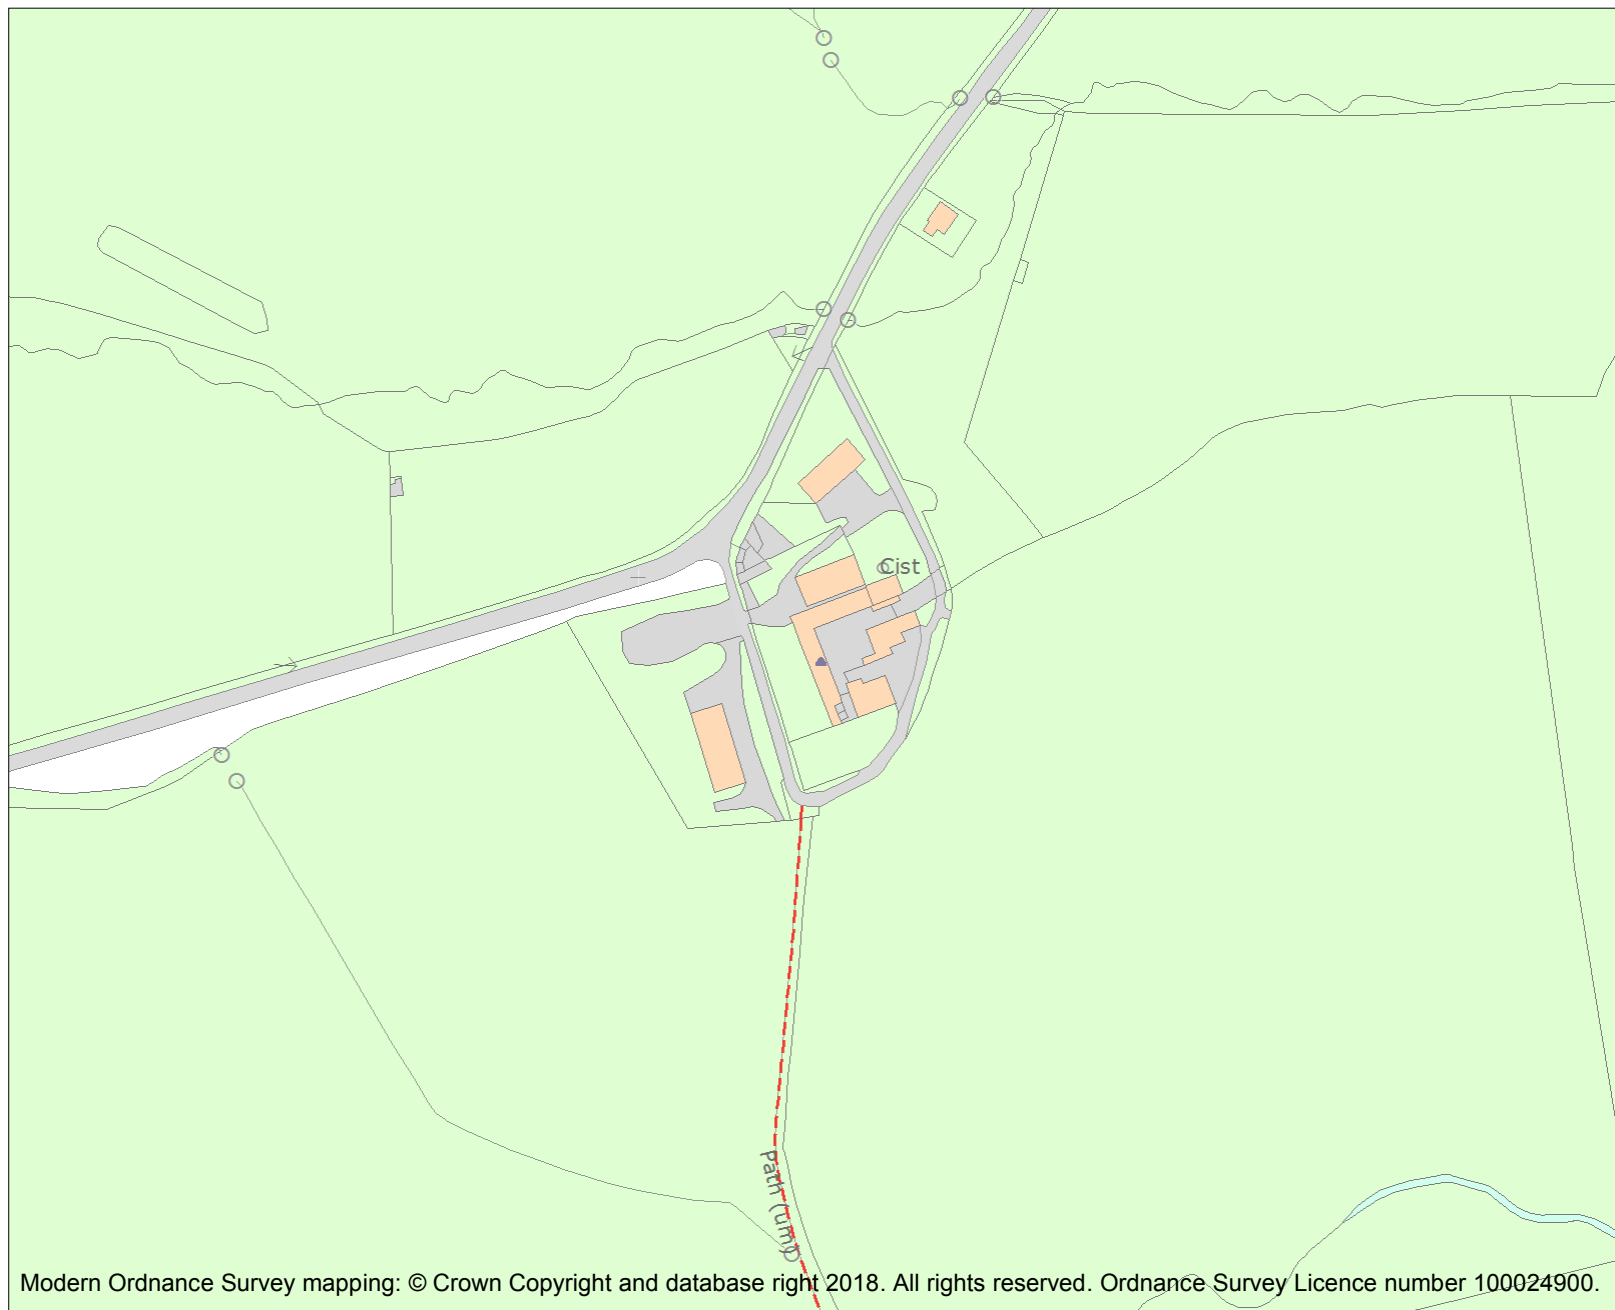 Cist
Path (um)
Modern Ordnance Survey mapping: © Crown Copyright and database right 2018. All rights reserved. Ordnance Survey Licence number 100024900.